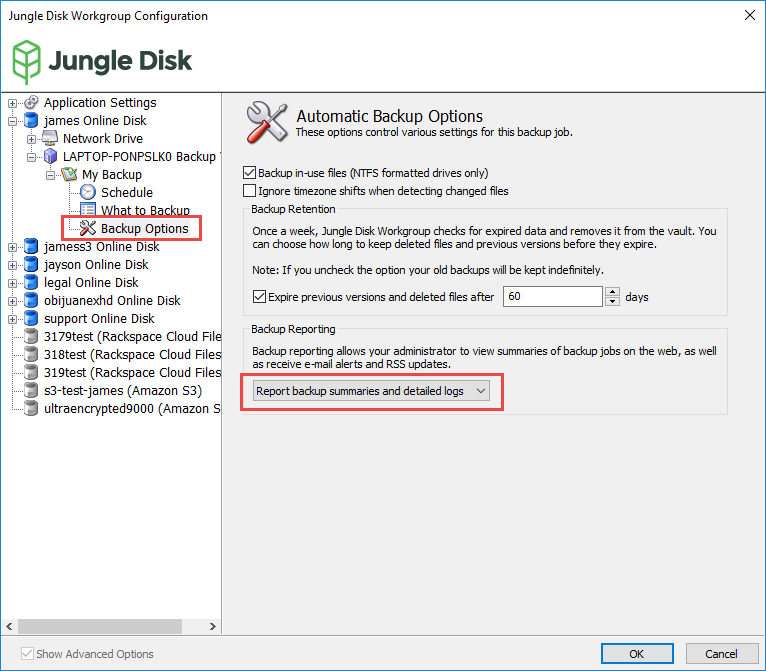 Jungle Disk Workgroup Configuration
Jungle Disk
Application Settings
james Online Disk
Network Drive
LAPTOP-PONPSLK0 Backup
My Backup
Schedule
What to Backup
Backup Options
jamess3 Online Disk
jayson Online Disk
legal Online Disk
obijuanexhd Online Disk
support Online Disk
3179test (Rackspace Cloud File
318test (Rackspace Cloud Files
319test (Rackspace Cloud Files
s3-test-james (Amazon S3)
ultraencrypted9000 (Amazon S
Automatic Backup Options
These options control various settings for this backup job.
Backup in-use files (NTFS formatted drives only)
Ignore timezone shifts when detecting changed files
Backup Retention
Once a week, Jungle Disk Workgroup checks for expired data and removes it from the vault. You
can choose how long to keep deleted files and previous versions before they expire.
Note: If you uncheck the option your old backups will be kept indefinitely.
Expire previous versions and deleted files after 60 days
Backup Reporting
Backup reporting allows your administrator to view summaries of backup jobs on the web, as well
as receive e-mail alerts and RSS updates.
Report backup summaries and detailed logs
Show Advanced Options
OK
Cancel